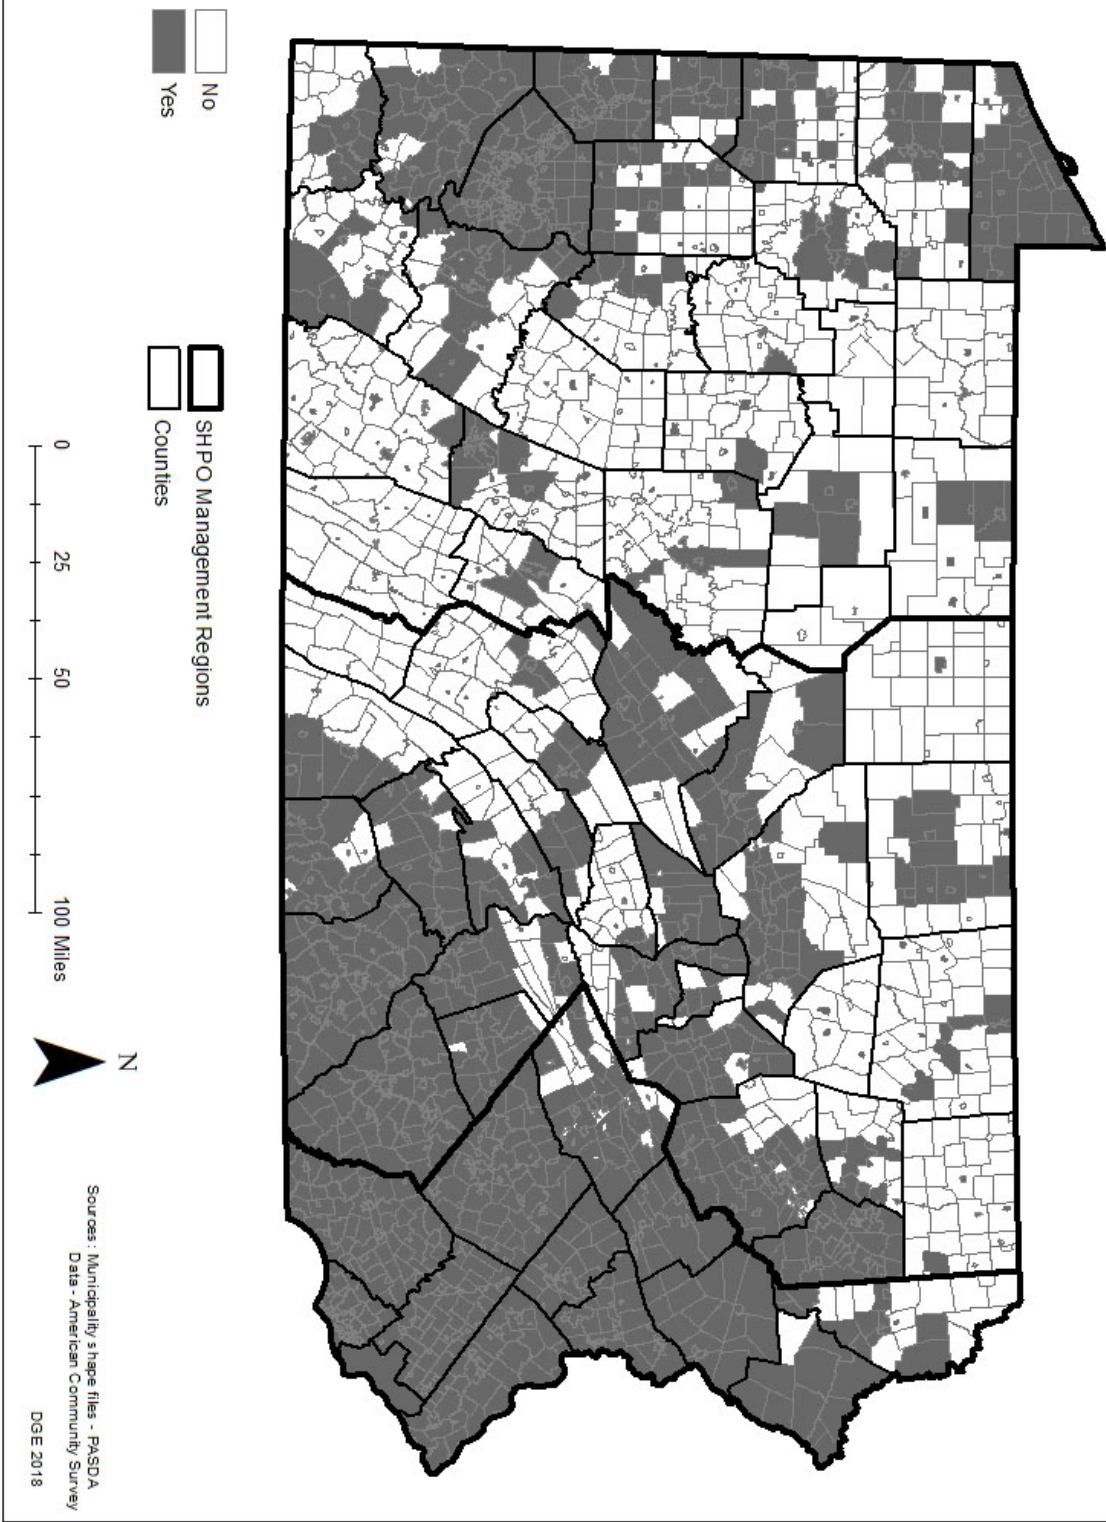 No
Yes
SHPO Management Regions
Counties
0
25
50
100 Miles
N
Sources: Municipality shape files - PASDA
Data - American Community Survey
DGE 2018